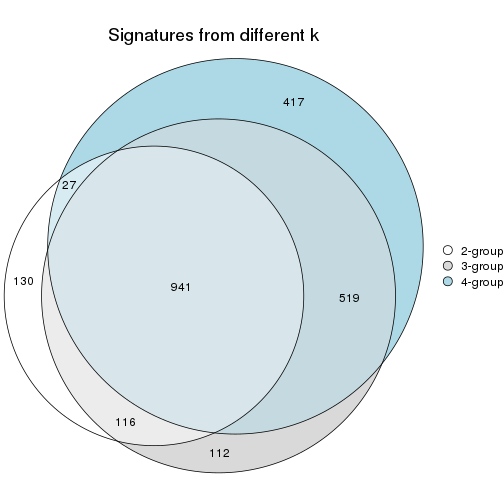 Signatures from different k
417
27
130
941
519
116
112
2-group
3-group
4-group